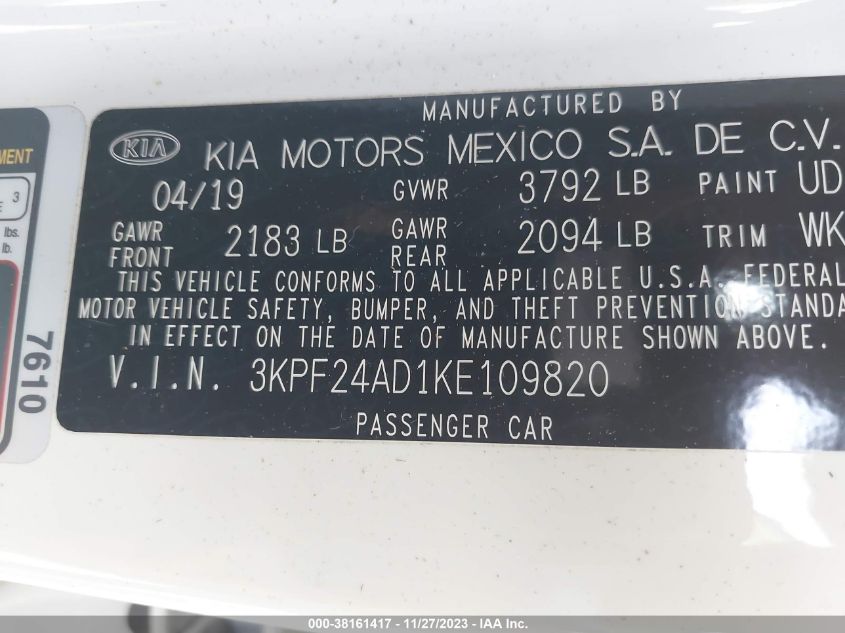 MANUFACTURED BY
KIA KIA MOTORS MEXICO S.A. DE C.V.
04/19 GVWR 3792 LB PAINT UD
GAWR FRONT 2183 LB GAWR REAR 2094 LB TRIM WK
THIS VEHICLE CONFORMS TO ALL APPLICABLE U.S.A. FEDERAL
MOTOR VEHICLE SAFETY, BUMPER, AND THEFT PREVENTION STANDA
IN EFFECT ON THE DATE OF MANUFACTURE SHOWN ABOVE.
V.I.N. 3KPF24AD1KE109820
PASSENGER CAR
MENT
3
lbs.
lb.
7610
000-38161417 - 11/27/2023 - COPYRIGHT IAA, Inc.